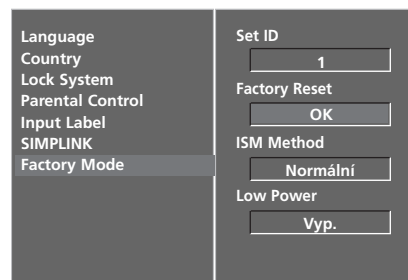 Language
Country
Lock System
Parental Control
Input Label
SIMPLINK
Factory Mode
Set ID
1
Factory Reset
OK
ISM Method
Normální
Low Power
Vyp.